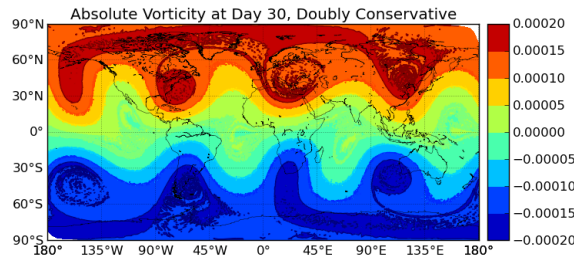 Absolute Vorticity at Day 30, Doubly Conservative
90°N
60°N
30°N
0°
30°S
60°S
90°S
180° 135°W 90°W 45°W 0° 45°E 90°E 135°E 180°
0.00020
0.00015
0.00010
0.00005
0.00000
−0.00005
−0.00010
−0.00015
−0.00020